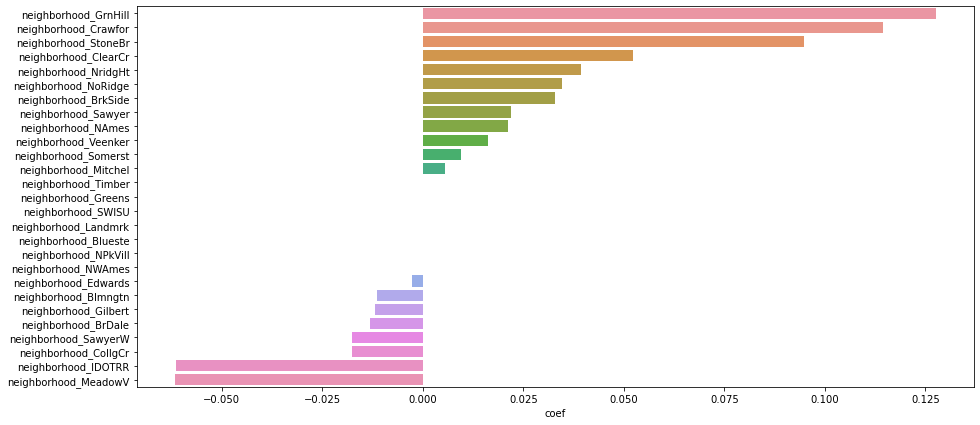 neighborhood_GrnHill
neighborhood_Crawfor
neighborhood_StoneBr
neighborhood_ClearCr
neighborhood_NridgHt
neighborhood_NoRidge
neighborhood_BrkSide
neighborhood_Sawyer
neighborhood_NAmes
neighborhood_Veenker
neighborhood_Somerst
neighborhood_Mitchel
neighborhood_Timber
neighborhood_Greens
neighborhood_SWISU
neighborhood_Landmrk
neighborhood_Blueste
neighborhood_NPkVill
neighborhood_NWAmes
neighborhood_Edwards
neighborhood_Blmngtn
neighborhood_Gilbert
neighborhood_BrDale
neighborhood_SawyerW
neighborhood_CollgCr
neighborhood_IDOTRR
neighborhood_MeadowV
−0.050 −0.025 0.000 0.025 0.050 0.075 0.100 0.125
coef